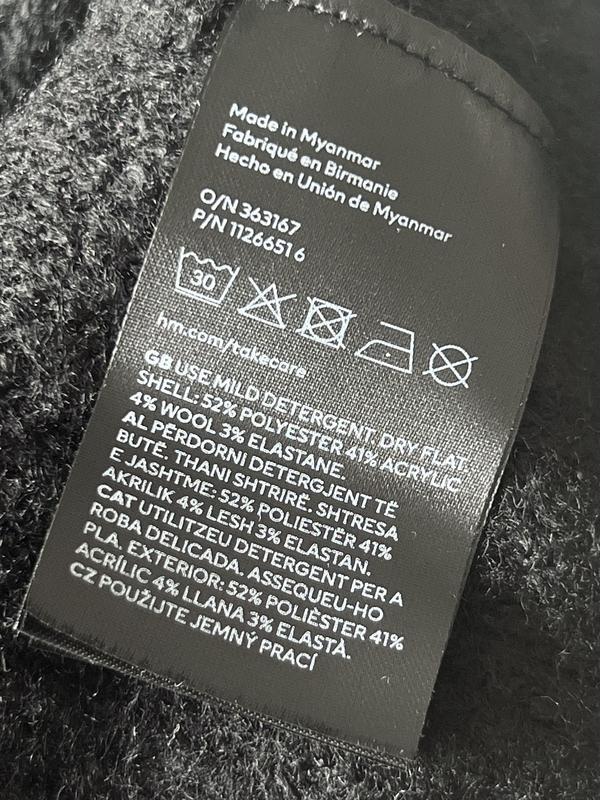 Made in Myanmar
Fabriqué en Birmanie
Hecho en Unión de Myanmar
O/N 363167
P/N 11266516
30
hm.com/takecare
GB USE MILD DETERGENT. DRY FLAT.
SHELL: 52% POLYESTER 41% ACRYLIC
4% WOOL 3% ELASTANE.
AL PËRDORNI DETERGJENT TË
BUTË. THANI SHTRIRË. SHTRESA
E JASHTME: 52% POLIESTËR 41%
AKRILIK 4% LESH 3% ELASTAN.
CAT UTILITZEU DETERGENT PER A
ROBA DELICADA. ASSEQUEU-HO
PLA. EXTERIOR: 52% POLIÈSTER 41%
ACRÍLIC 4% LLANA 3% ELASTÀ.
CZ POUŽIJTE JEMNÝ PRACÍ